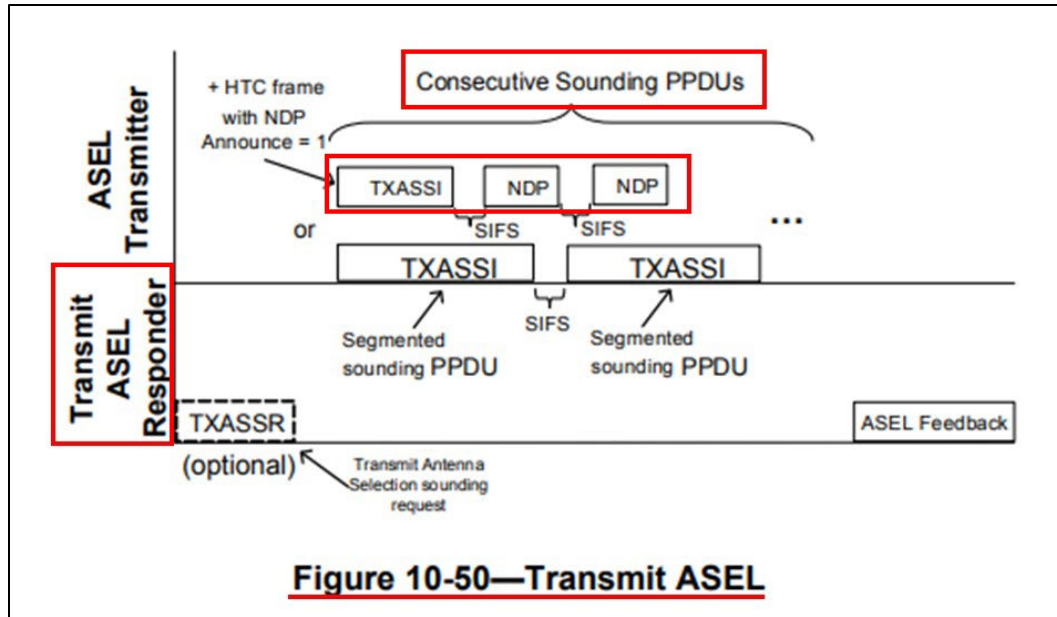 Consecutive Sounding PPDUs
+ HTC frame
with NDP
Announce = 1
ASEL
Transmitter
TXASSI
NDP
NDP
or
SIFS
SIFS
...
TXASSI
TXASSI
SIFS
Segmented
sounding PPDU
Segmented
sounding PPDU
Transmit
ASEL
Responder
TXASSR
(optional)
Transmit Antenna
Selection sounding
request
ASEL Feedback
Figure 10-50—Transmit ASEL